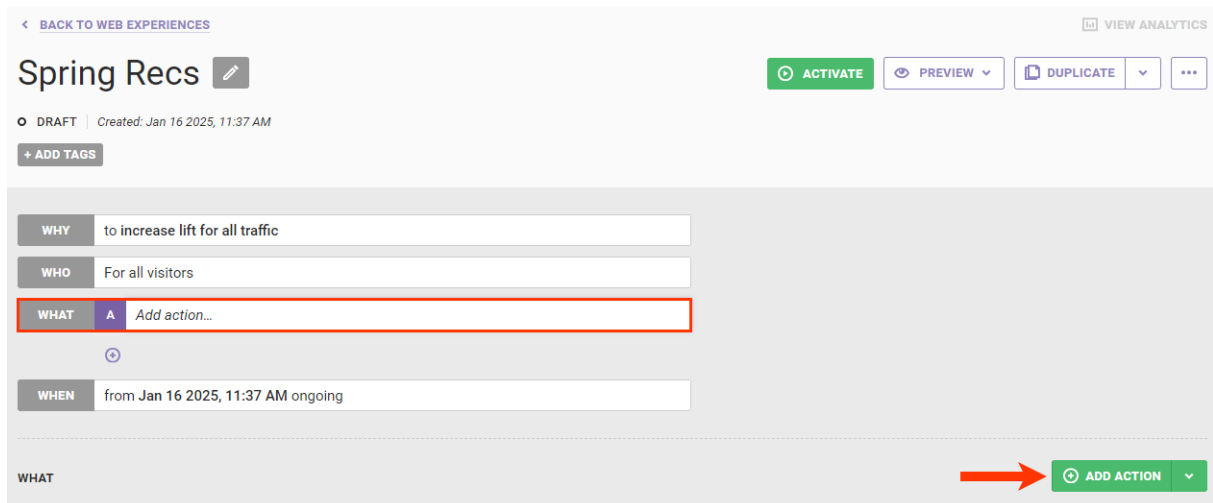 BACK TO WEB EXPERIENCES
VIEW ANALYTICS
Spring Recs
ACTIVATE
PREVIEW
DUPLICATE
DRAFT
Created: Jan 16 2025, 11:37 AM
+ ADD TAGS
WHY to increase lift for all traffic
WHO For all visitors
WHAT A Add action...
WHEN from Jan 16 2025, 11:37 AM ongoing
WHAT
ADD ACTION